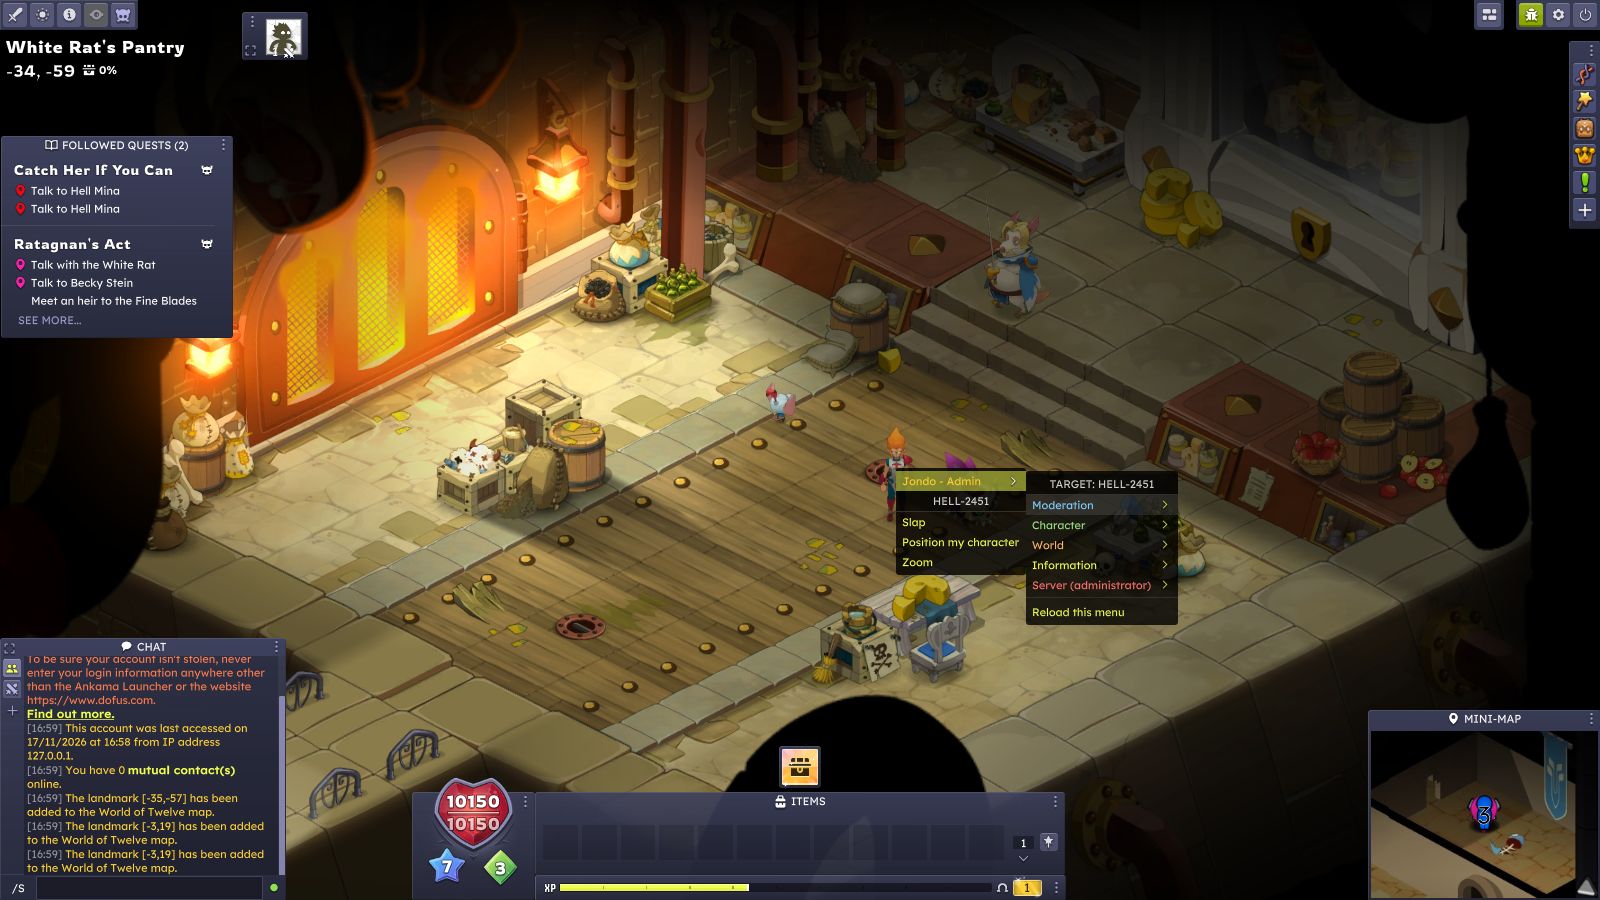 White Rat's Pantry
-34, -59 0%
FOLLOWED QUESTS (2)
Catch Her If You Can
Talk to Hell Mina
Talk to Hell Mina
Ratagnan's Act
Talk with the White Rat
Talk to Becky Stein
Meet an heir to the Fine Blades
SEE MORE...
Jondo - Admin
HELL-2451
Slap
Position my character
Zoom
TARGET: HELL-2451
Moderation
Character
World
Information
Server (administrator)
Reload this menu
CHAT
To be sure your account isn't stolen, never
enter your login information anywhere other
than the Ankama Launcher or the website
https://www.dofus.com.
Find out more.
[16:59] This account was last accessed on
17/11/2026 at 16:58 from IP address
127.0.0.1.
[16:59] You have 0 mutual contact(s)
online.
[16:59] The landmark [-35,-57] has been
added to the World of Twelve map.
[16:59] The landmark [-3,19] has been added
to the World of Twelve map.
[16:59] The landmark [-3,19] has been added
to the World of Twelve map.
/S
10150
10150
7
3
ITEMS
1
XP
1
MINI-MAP
3